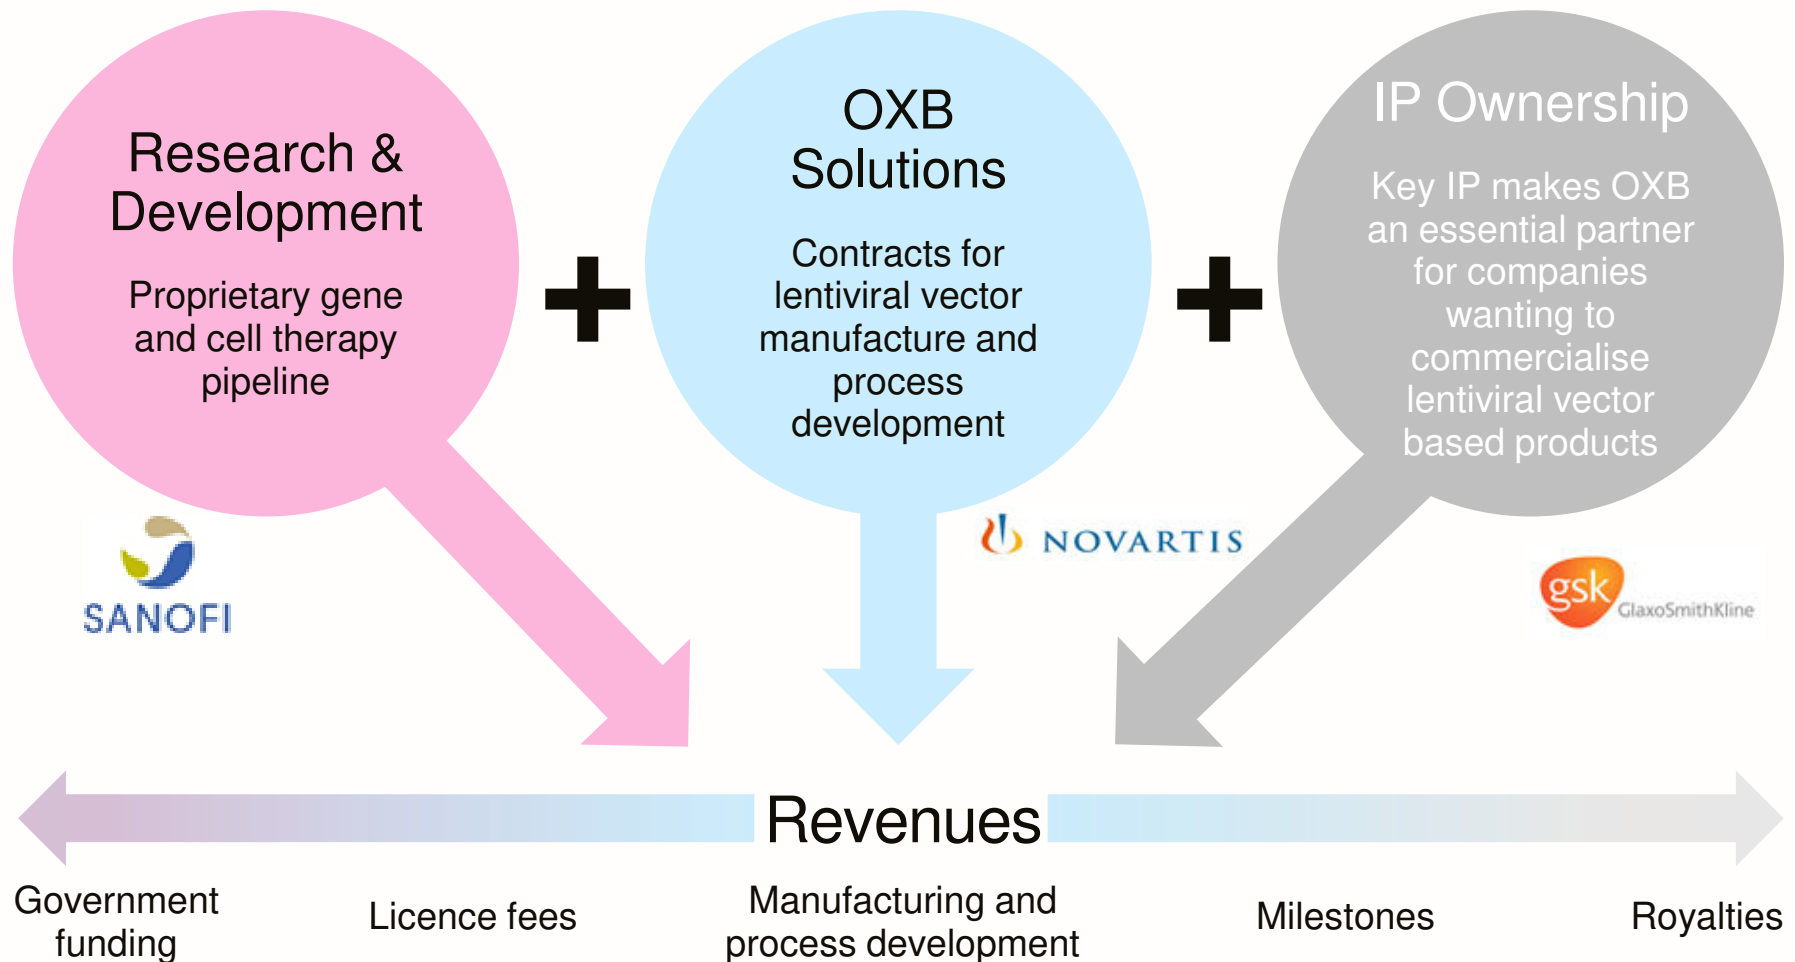 Research &
Development
Proprietary gene
and cell therapy
pipeline
OXB
Solutions
Contracts for
lentiviral vector
manufacture and
process
development
IP Ownership
Key IP makes OXB
an essential partner
for companies
wanting to
commercialise
lentiviral vector
based products
SANOFI
NOVARTIS
gsk
GlaxoSmithKline
Revenues
Government
funding
Licence fees
Manufacturing and
process development
Milestones
Royalties